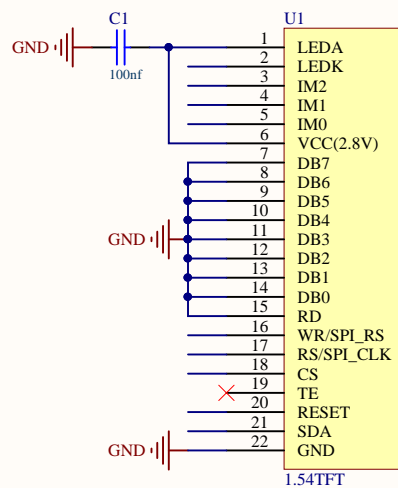 C1
U1
GND
100nf
1 LEDA
2 LEDK
3 IM2
4 IM1
5 IM0
6 VCC(2.8V)
7 DB7
8 DB6
9 DB5
10 DB4
GND
11 DB3
12 DB2
13 DB1
14 DB0
15 RD
16 WR/SPI_RS
17 RS/SPI_CLK
18 CS
19 TE
20 RESET
21 SDA
GND
22 GND
1.54TFT